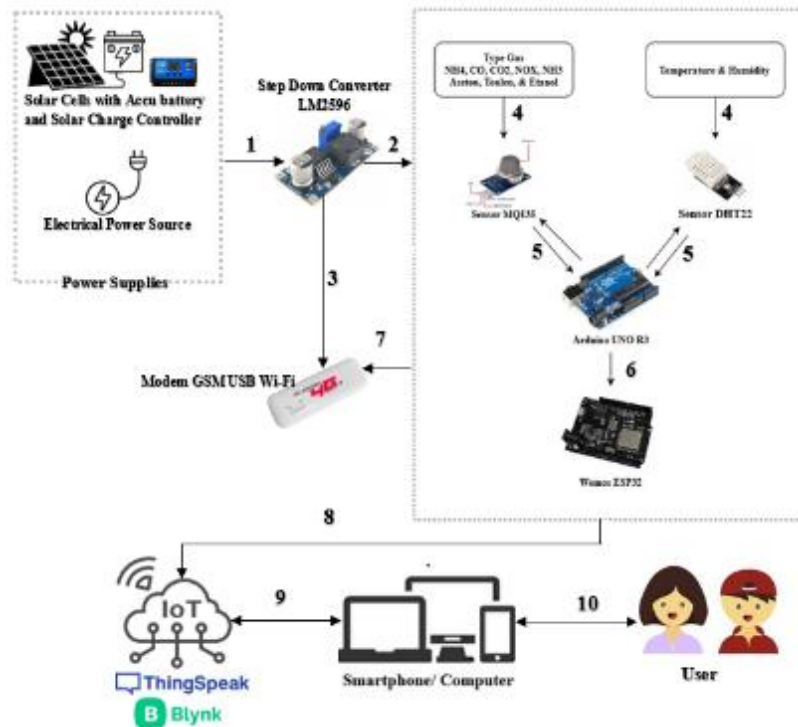 Type Gas
NH4, CO, CO2, NOX, NH3
Aseton, Toulen, & Etanol
Temperature & Humidity
Solar Cells with Accu battery
and Solar Charge Controller
Step Down Converter
LM2596
1
2
4
4
Sensor MQ135
Sensor DHT22
Electrical Power Source
5
5
3
Power Supplies
Arduino UNO R3
7
6
Modem GSM USB Wi-Fi
4G
Wemos ESP32
8
IoT
9
10
ThingSpeak
Smartphone/ Computer
User
B Blynk